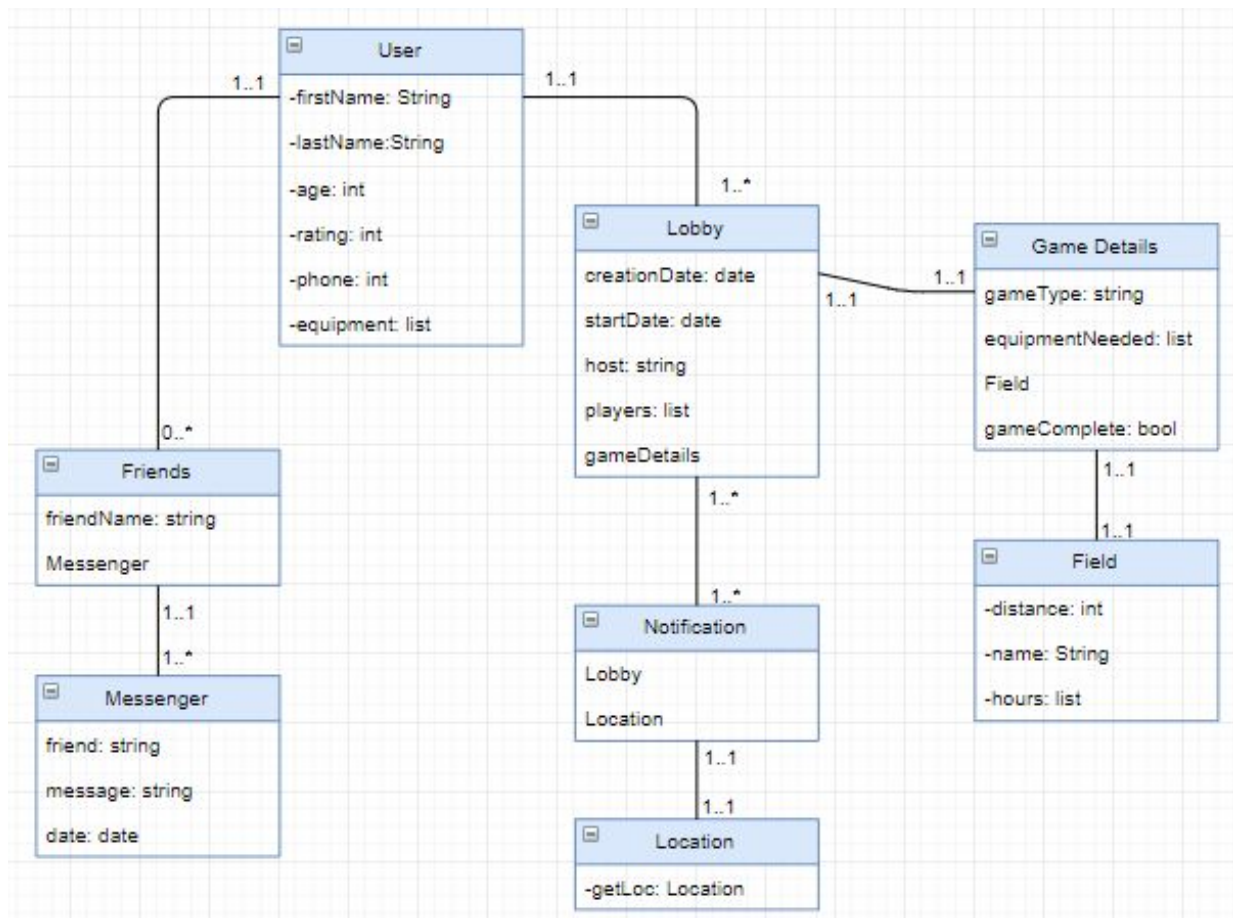 User
1..1
-firstName: String
-lastName:String
-age: int
-rating: int
-phone: int
-equipment: list
1..1
1..*
Lobby
creationDate: date
startDate: date
host: string
players: list
gameDetails
1..1
1..1
Game Details
gameType: string
equipmentNeeded: list
Field
gameComplete: bool
0..*
Friends
friendName: string
Messenger
1..1
1..*
Messenger
friend: string
message: string
date: date
1..*
1..*
Notification
Lobby
Location
1..1
1..1
Location
-getLoc: Location
1..1
1..1
Field
-distance: int
-name: String
-hours: list